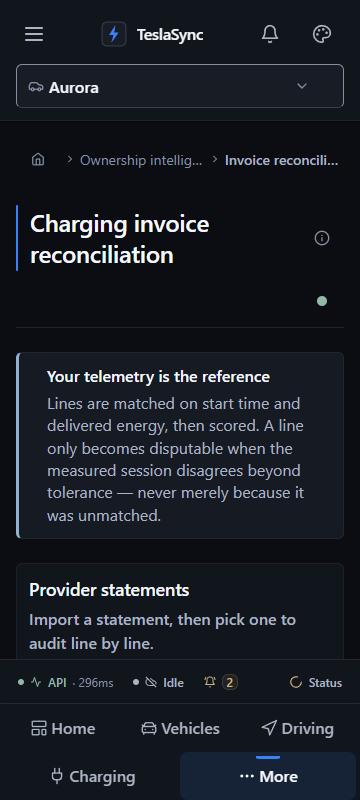 TeslaSync
Aurora
Ownership intellig... Invoice reconcili...
Charging invoice
reconciliation
Your telemetry is the reference
Lines are matched on start time and
delivered energy, then scored. A line
only becomes disputable when the
measured session disagrees beyond
tolerance — never merely because it
was unmatched.
Provider statements
Import a statement, then pick one to
audit line by line.
API · 296ms Idle 2 Status
Home Vehicles Driving
Charging More